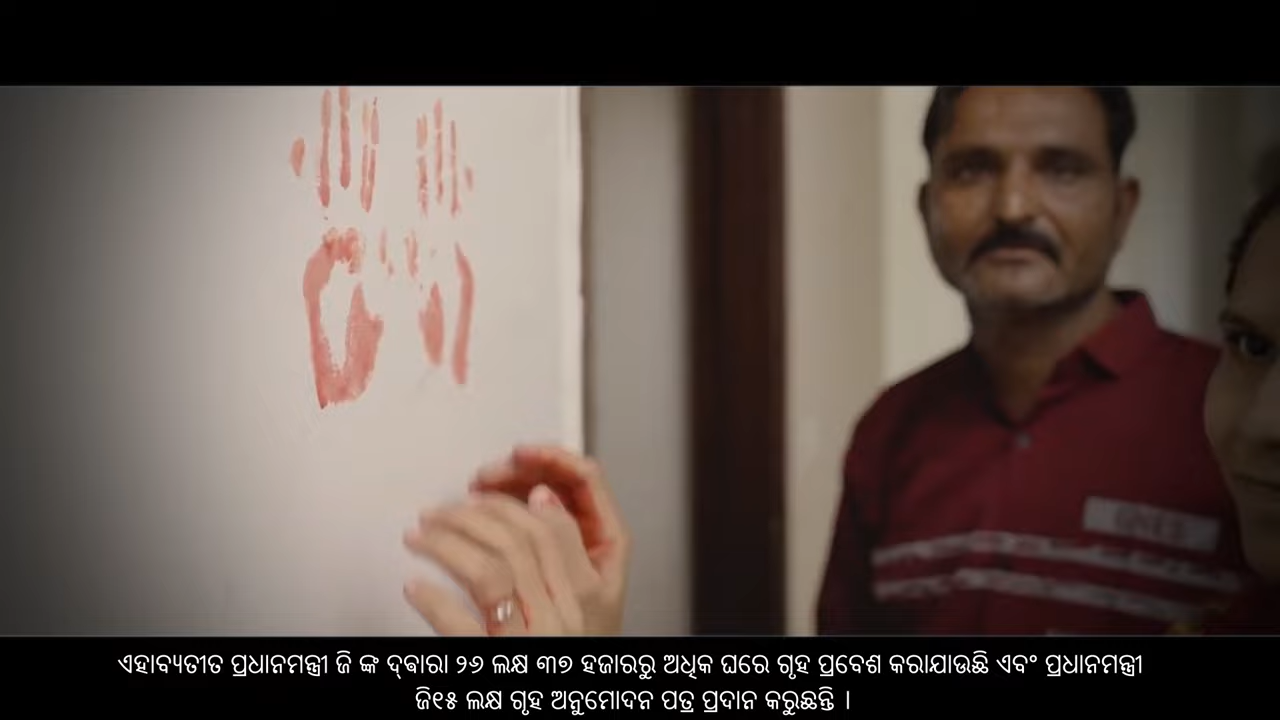 ଏହାବ୍ୟତୀତ ପ୍ରଧାନମନ୍ତ୍ରୀ ଜି ଙ୍କ ଦ୍ୱାରା ୨୬ ଲକ୍ଷ ୩୭ ହଜାରରୁ ଅଧିକ ଘରେ ଗୃହ ପ୍ରବେଶ କରାଯାଉଛି ଏବଂ ପ୍ରଧାନମନ୍ତ୍ରୀ
ଜି୧୫ ଲକ୍ଷ ଗୃହ ଅନୁମୋଦନ ପତ୍ର ପ୍ରଦାନ କରୁଛନ୍ତି ।